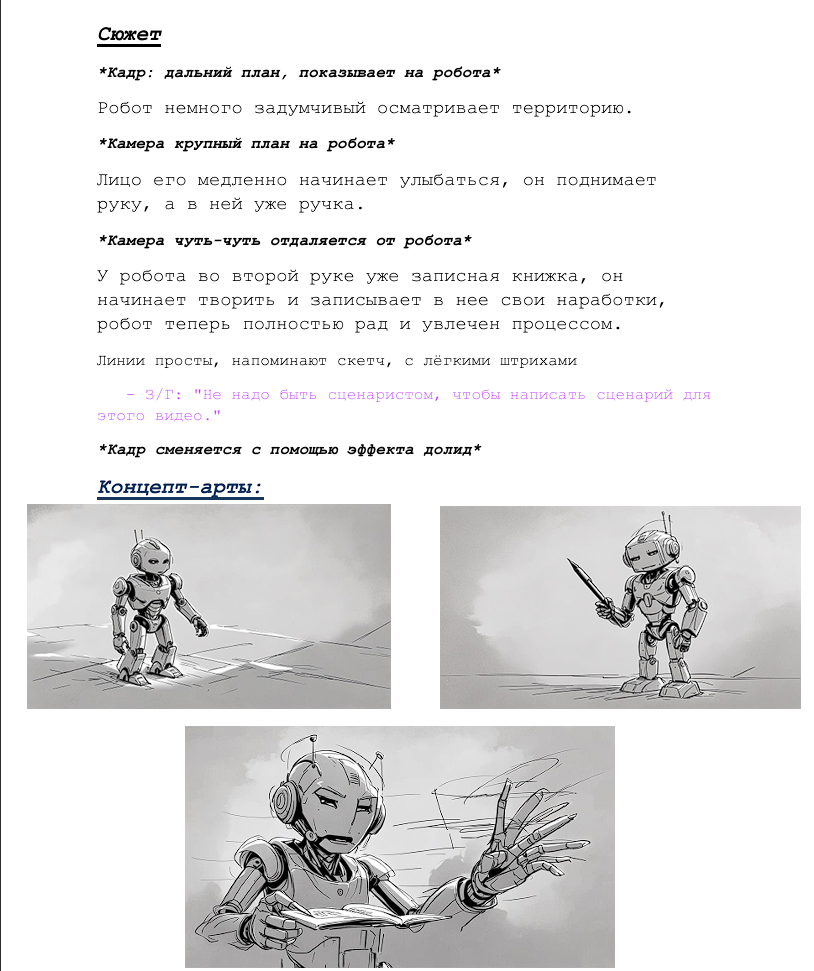 Сюжет
*Кадр: дальний план, показывает на робота*
Робот немного задумчивый осматривает территорию.
*Камера крупный план на робота*
Лицо его медленно начинает улыбаться, он поднимает
руку, а в ней уже ручка.
*Камера чуть-чуть отдаляется от робота*
У робота во второй руке уже записная книжка, он
начинает творить и записывает в нее свои наработки,
робот теперь полностью рад и увлечен процессом.
Линии просты, напоминают скетч, с лёгкими штрихами
- З/Г: "Не надо быть сценаристом, чтобы написать сценарий для
этого видео."
*Кадр сменяется с помощью эффекта долид*
Концепт-арты: